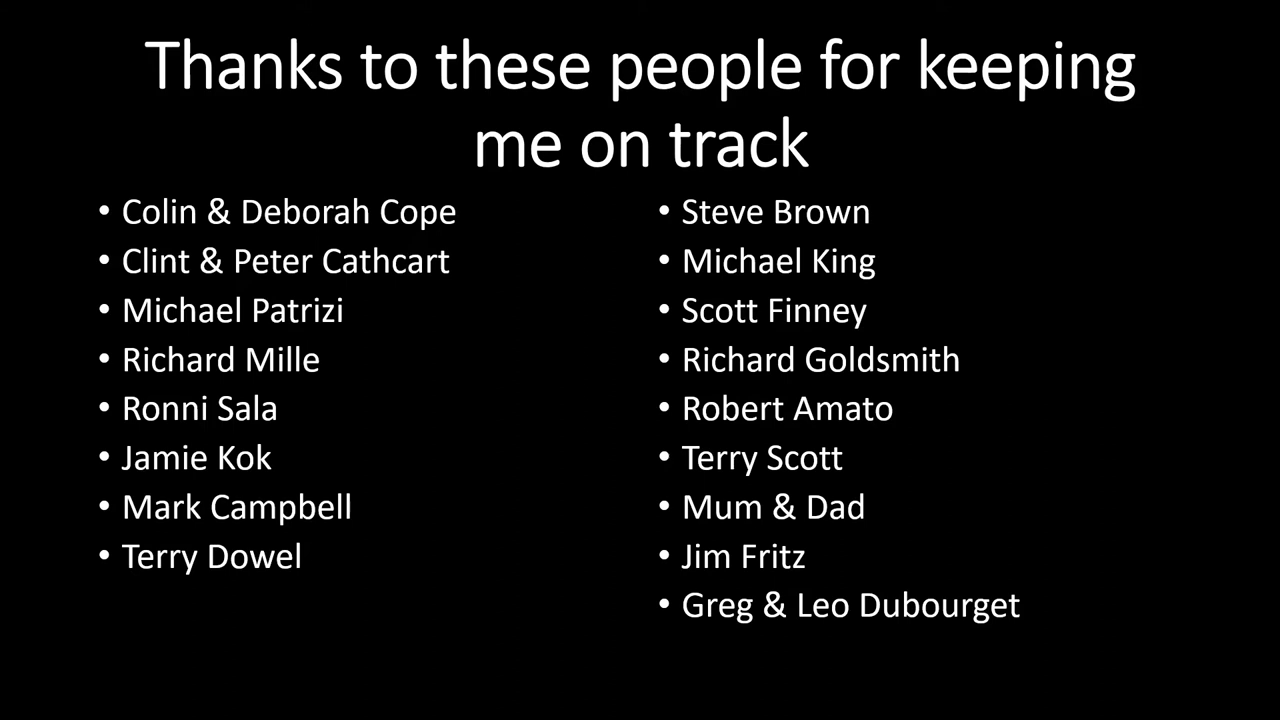 Thanks to these people for keeping
me on track
• Colin & Deborah Cope
• Clint & Peter Cathcart
• Michael Patrizi
• Richard Mille
• Ronni Sala
• Jamie Kok
• Mark Campbell
• Terry Dowel
• Steve Brown
• Michael King
• Scott Finney
• Richard Goldsmith
• Robert Amato
• Terry Scott
• Mum & Dad
• Jim Fritz
• Greg & Leo Dubourget